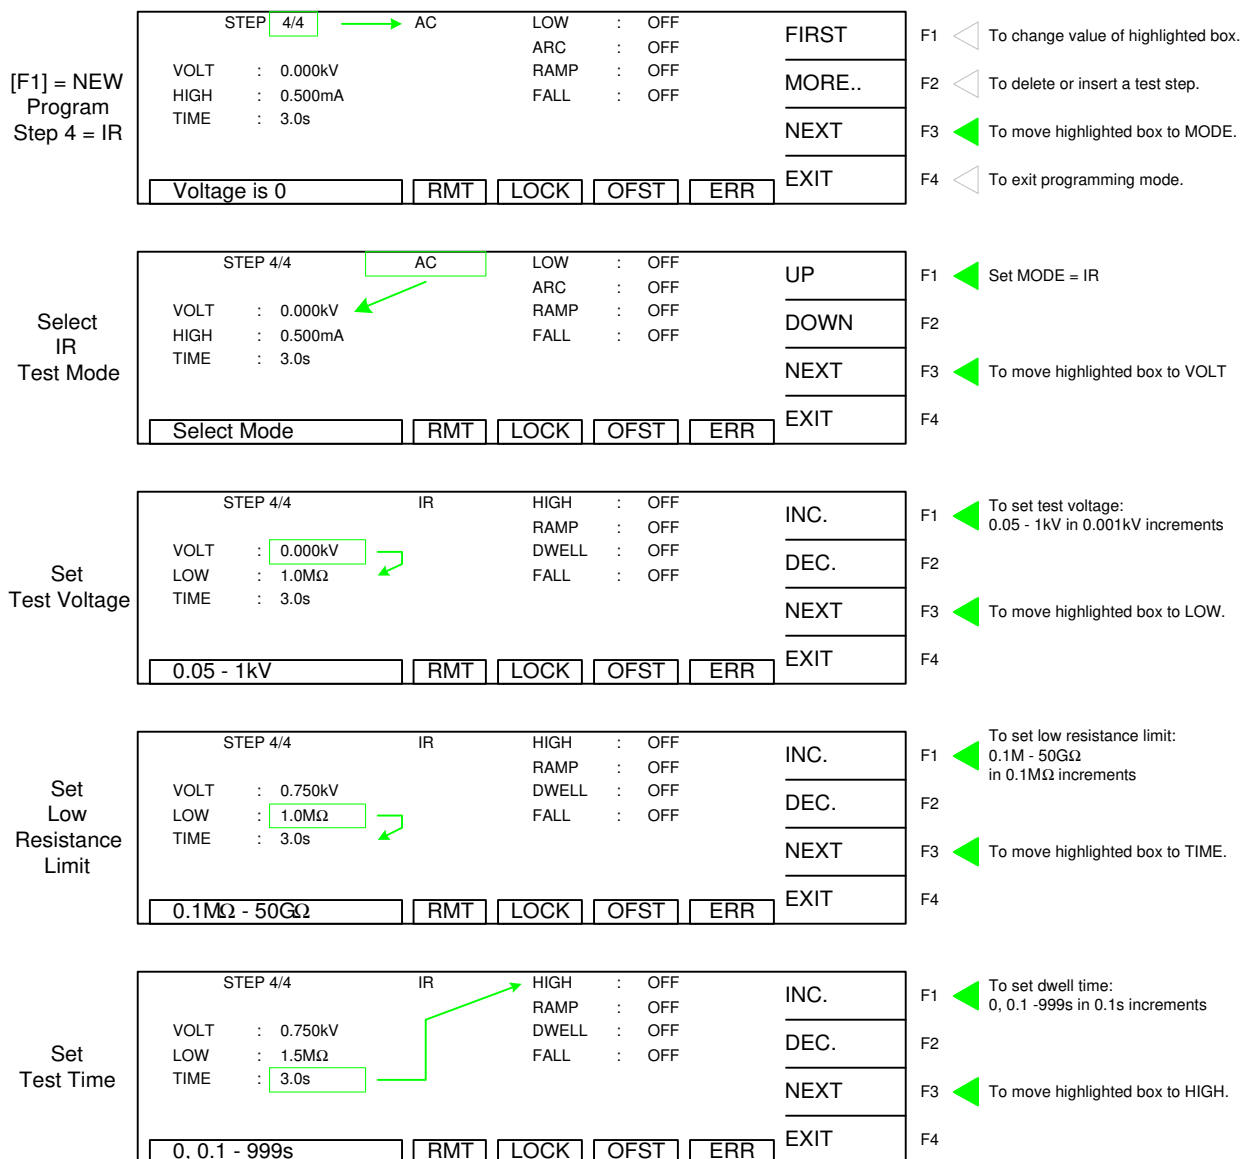 [F1] = NEW
Program
Step 4 = IR
STEP 4/4 AC LOW : OFF
ARC : OFF
VOLT : 0.000kV RAMP : OFF
HIGH : 0.500mA FALL : OFF
TIME : 3.0s
Voltage is 0 RMT LOCK OFST ERR
FIRST F1 To change value of highlighted box.
MORE.. F2 To delete or insert a test step.
NEXT F3 To move highlighted box to MODE.
EXIT F4 To exit programming mode.
Select
IR
Test Mode
STEP 4/4 AC LOW : OFF
ARC : OFF
VOLT : 0.000kV RAMP : OFF
HIGH : 0.500mA FALL : OFF
TIME : 3.0s
Select Mode RMT LOCK OFST ERR
UP F1 Set MODE = IR
DOWN F2
NEXT F3 To move highlighted box to VOLT
EXIT F4
Set
Test Voltage
STEP 4/4 IR HIGH : OFF
RAMP : OFF
VOLT : 0.000kV DWELL : OFF
LOW : 1.0MΩ FALL : OFF
TIME : 3.0s
0.05 - 1kV RMT LOCK OFST ERR
INC. F1 To set test voltage:
0.05 - 1kV in 0.001kV increments
DEC. F2
NEXT F3 To move highlighted box to LOW.
EXIT F4
Set
Low
Resistance
Limit
STEP 4/4 IR HIGH : OFF
RAMP : OFF
VOLT : 0.750kV DWELL : OFF
LOW : 1.0MΩ FALL : OFF
TIME : 3.0s
0.1MΩ - 50GΩ RMT LOCK OFST ERR
INC. F1 To set low resistance limit:
0.1M - 50GΩ
in 0.1MΩ increments
DEC. F2
NEXT F3 To move highlighted box to TIME.
EXIT F4
Set
Test Time
STEP 4/4 IR HIGH : OFF
RAMP : OFF
VOLT : 0.750kV DWELL : OFF
LOW : 1.5MΩ FALL : OFF
TIME : 3.0s
0, 0.1 - 999s RMT LOCK OFST ERR
INC. F1 To set dwell time:
0, 0.1 -999s in 0.1s increments
DEC. F2
NEXT F3 To move highlighted box to HIGH.
EXIT F4